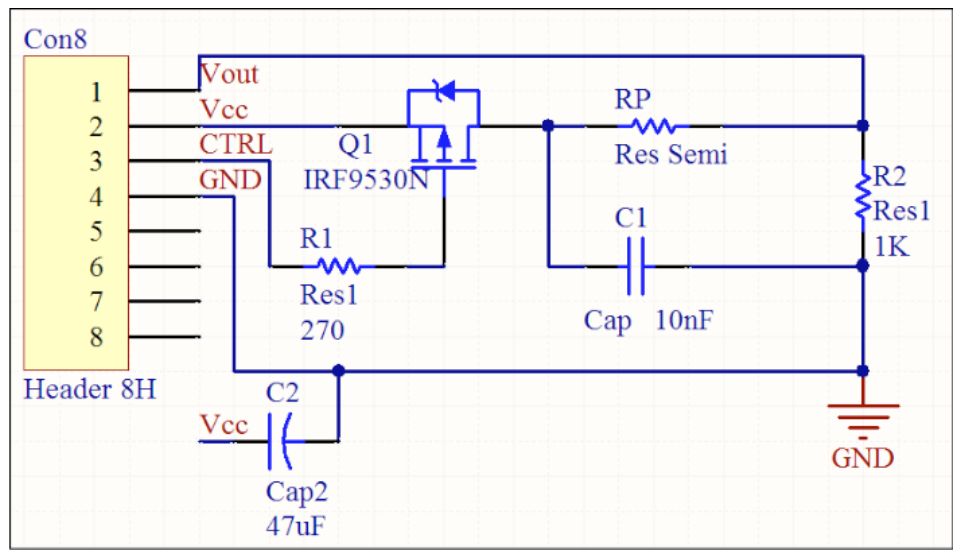 Con8
1 Vout
2 Vcc
3 CTRL
4 GND
5
6
7
8
Header 8H
Q1
IRF9530N
RP
Res Semi
R2
Res1
1K
C1
Cap 10nF
R1
Res1
270
C2
Vcc
Cap2
47uF
GND